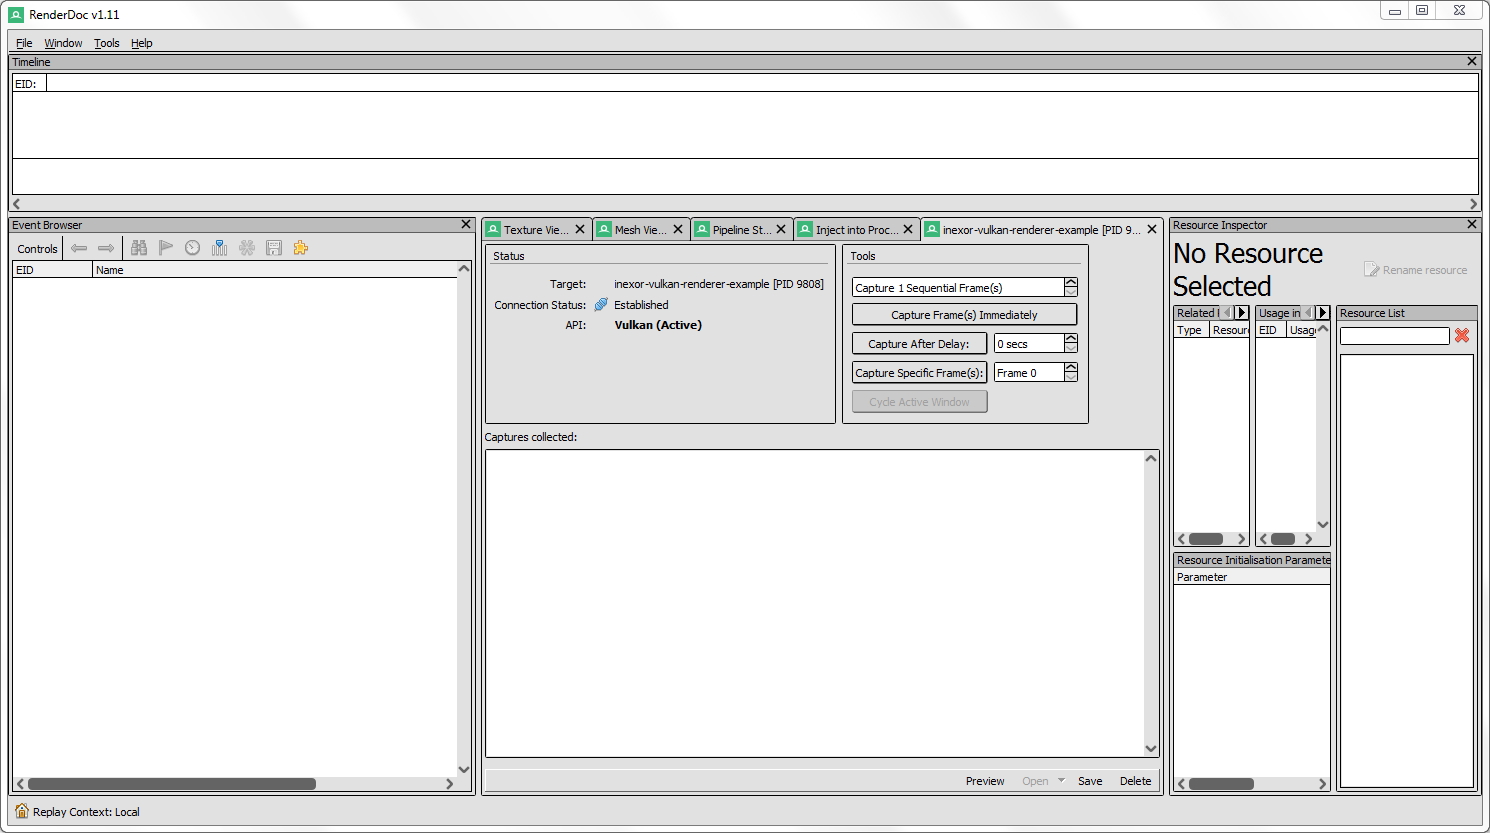 RenderDoc v1.11
File Window Tools Help
Timeline
EID:
Event Browser
Controls
EID Name
Texture Vie... Mesh Vie... Pipeline St... Inject into Proc... inexor-vulkan-renderer-example [PID 9...
Status
Target: inexor-vulkan-renderer-example [PID 9808]
Connection Status: Established
API: Vulkan (Active)
Tools
Capture 1 Sequential Frame(s)
Capture Frame(s) Immediately
Capture After Delay: 0 secs
Capture Specific Frame(s): Frame 0
Cycle Active Window
Captures collected:
Preview Open Save Delete
Resource Inspector
No Resource
Selected
Rename resource
Related
Type Resour
Usage in
EID Usag
Resource List
Resource Initialisation Paramete
Parameter
Replay Context: Local